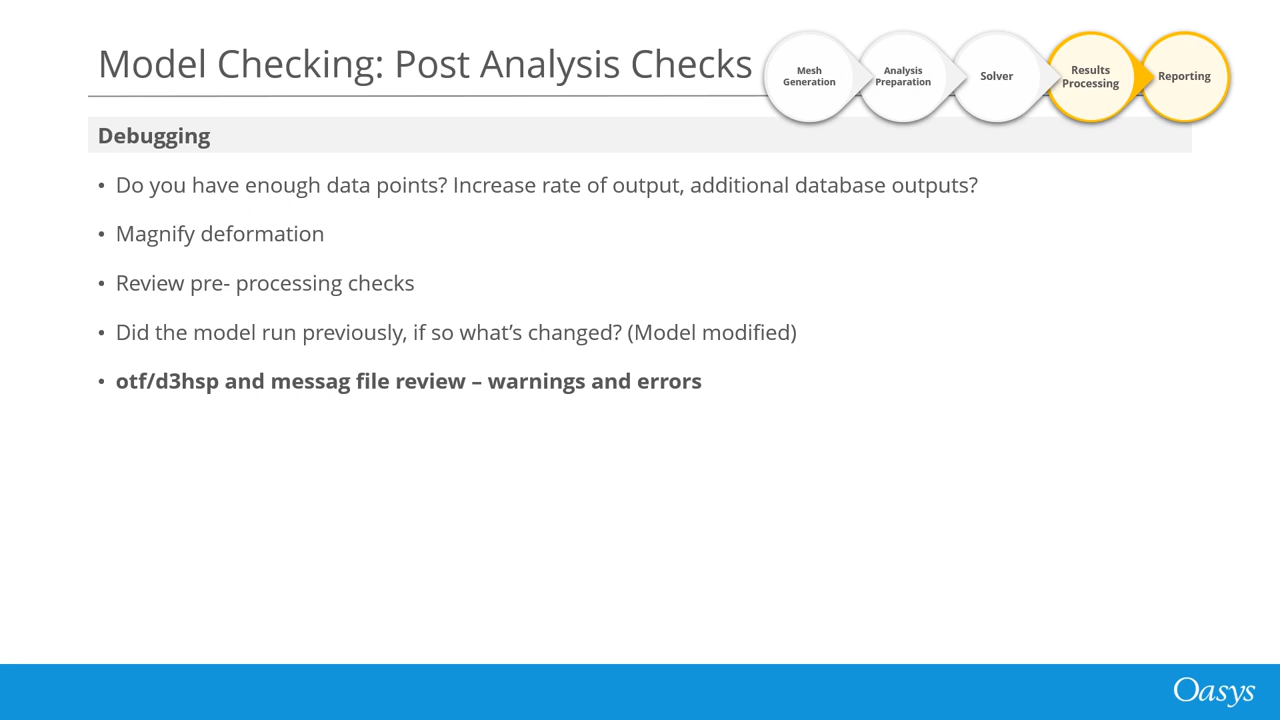 Model Checking: Post Analysis Checks
Mesh
Generation
Analysis
Preparation
Solver
Results
Processing
Reporting
Debugging
• Do you have enough data points? Increase rate of output, additional database outputs?
• Magnify deformation
• Review pre- processing checks
• Did the model run previously, if so what’s changed? (Model modified)
• otf/d3hsp and messag file review – warnings and errors
Oasys